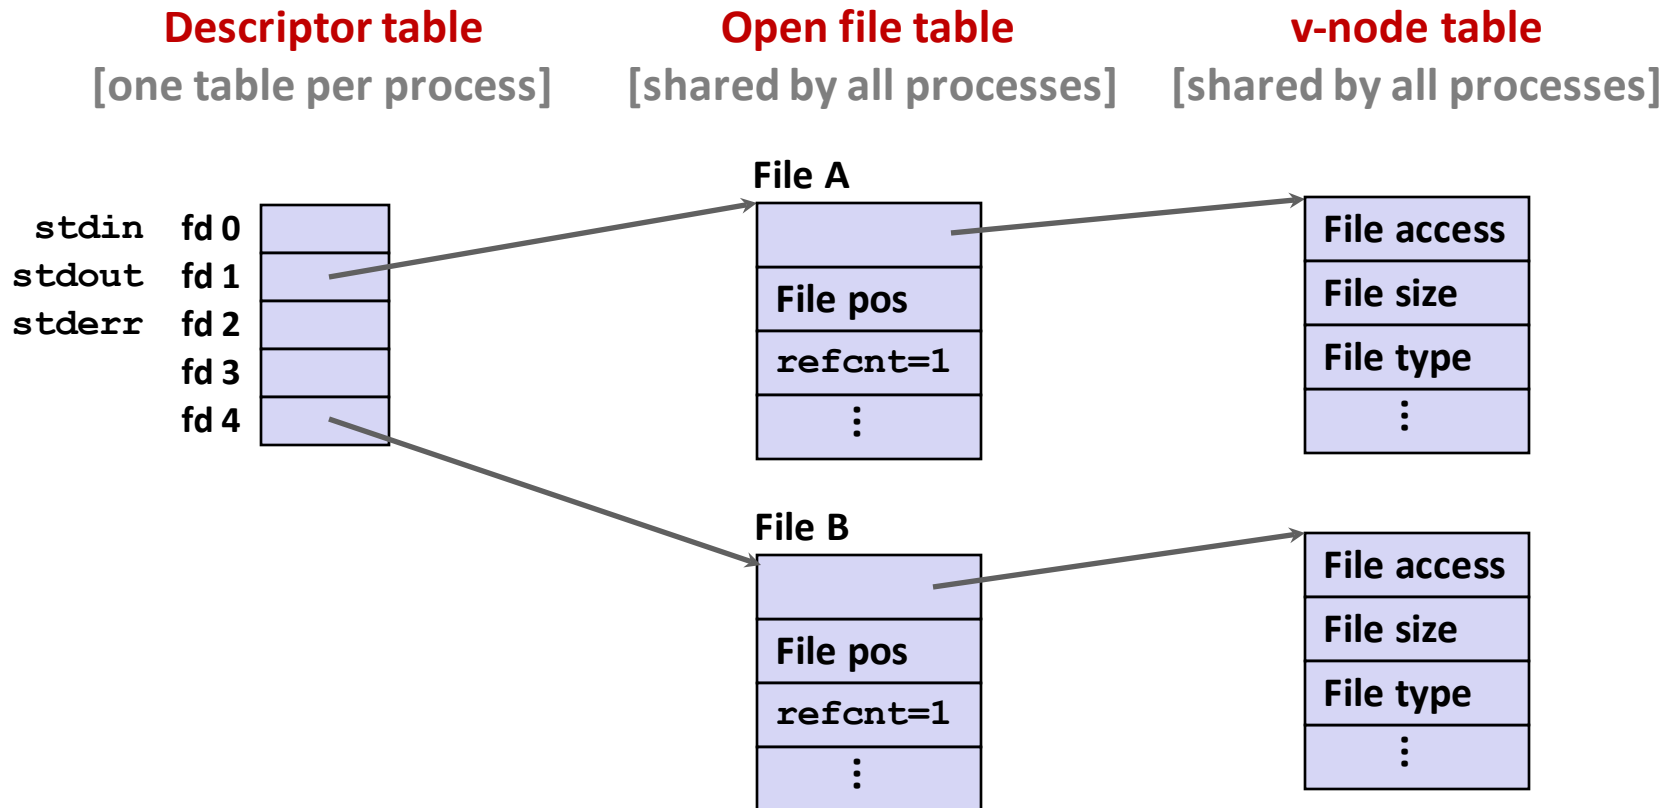 Descriptor table
[one table per process]
Open file table
[shared by all processes]
v-node table
[shared by all processes]
stdin fd 0
stdout fd 1
stderr fd 2
fd 3
fd 4
File A
File pos
refcnt=1
⋮
File access
File size
File type
⋮
File B
File pos
refcnt=1
⋮
File access
File size
File type
⋮